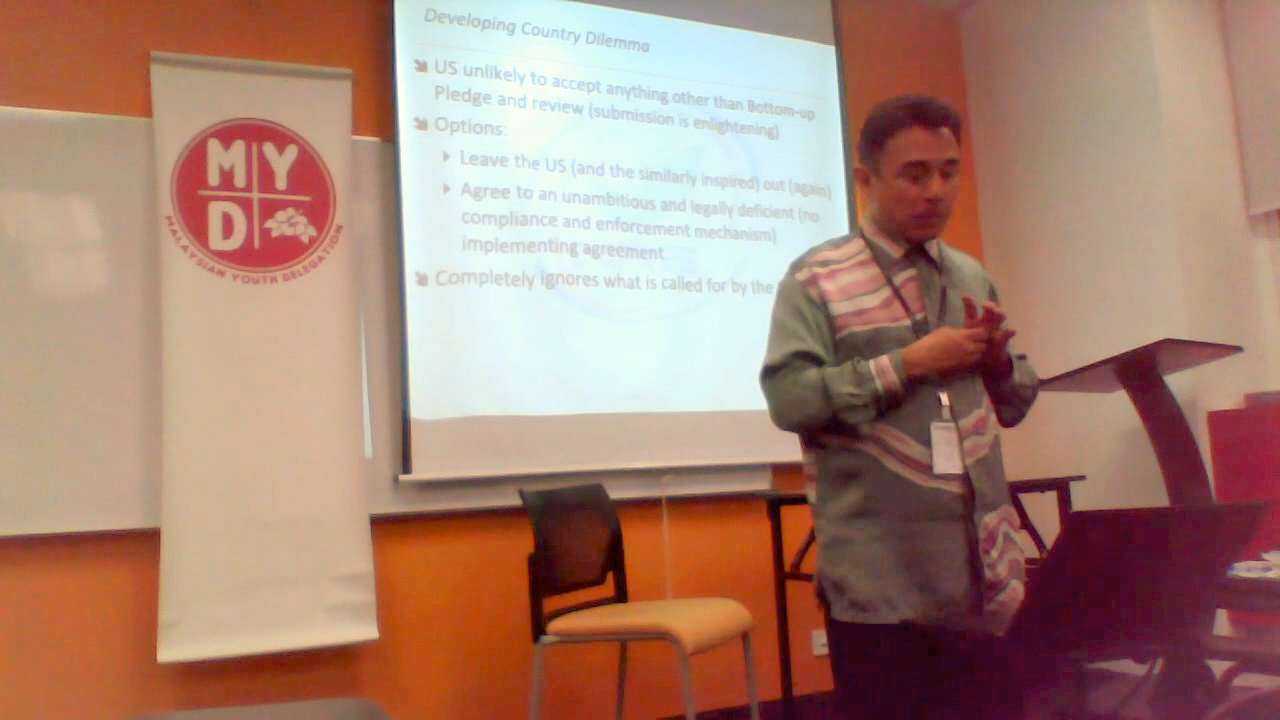 MY
D
MALAYSIAN YOUTH DELEGATION
Developing Country Dilemma
US unlikely to accept anything other than Bottom-up
Pledge and review (submission is enlightening)
Options:
Leave the US (and the similarly inspired) out (again)
Agree to an unambitious and legally deficient (no
compliance and enforcement mechanism)
implementing agreement
Completely ignores what is called for by the